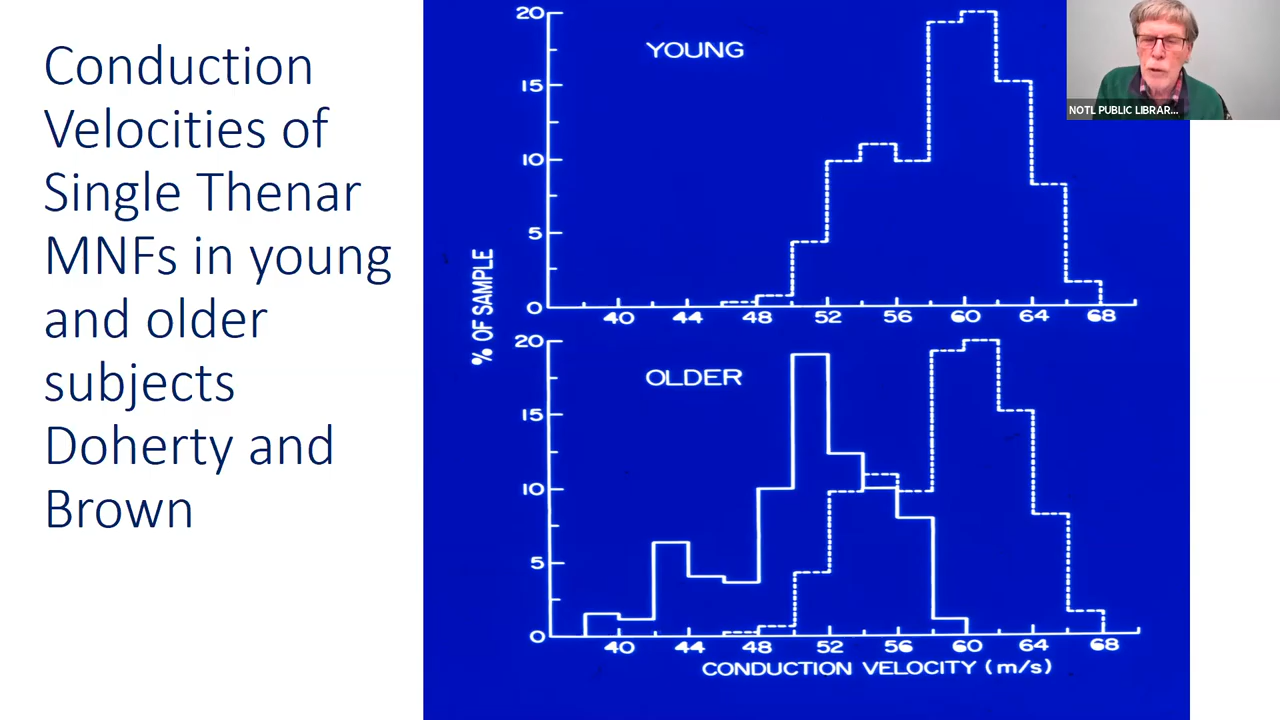 Conduction
Velocities of
Single Thenar
MNFs in young
and older
subjects
Doherty and
Brown
NOTL PUBLIC LIBRAR...
% OF SAMPLE
YOUNG
20
15
10
5
0
40 44 48 52 56 60 64 68
OLDER
20
15
10
5
0
40 44 48 52 56 60 64 68
CONDUCTION VELOCITY (m/s)